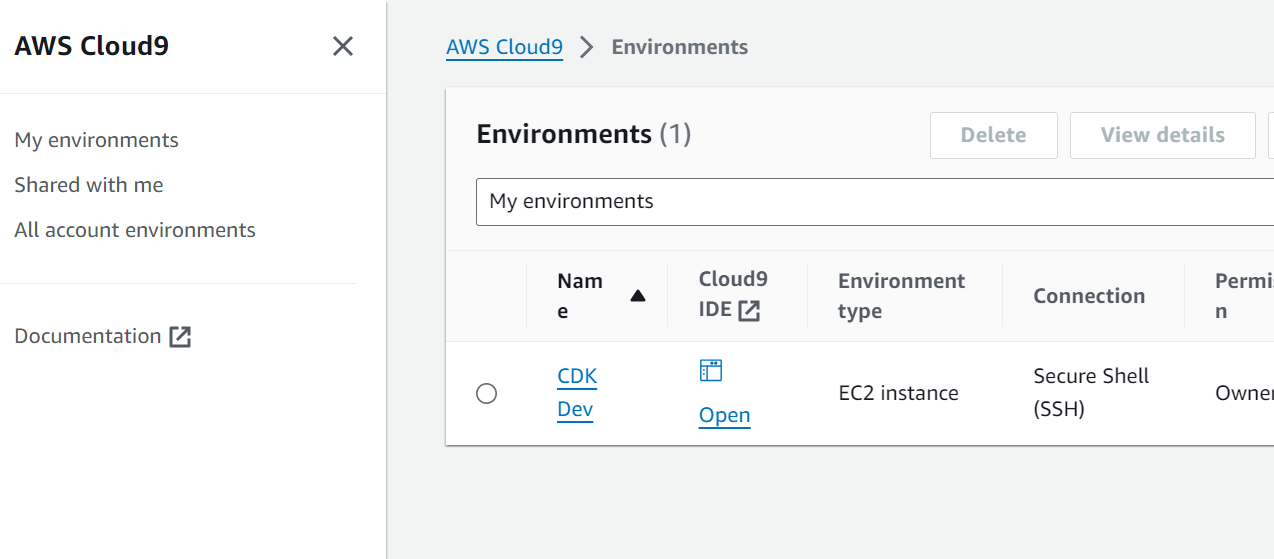 AWS Cloud9
My environments
Shared with me
All account environments
Documentation
AWS Cloud9 > Environments
Environments (1)
Delete
View details
My environments
Nam
e
Cloud9
IDE
Environment
type
Connection
Permis
n
CDK
Dev
Open
EC2 instance
Secure Shell
(SSH)
Owner